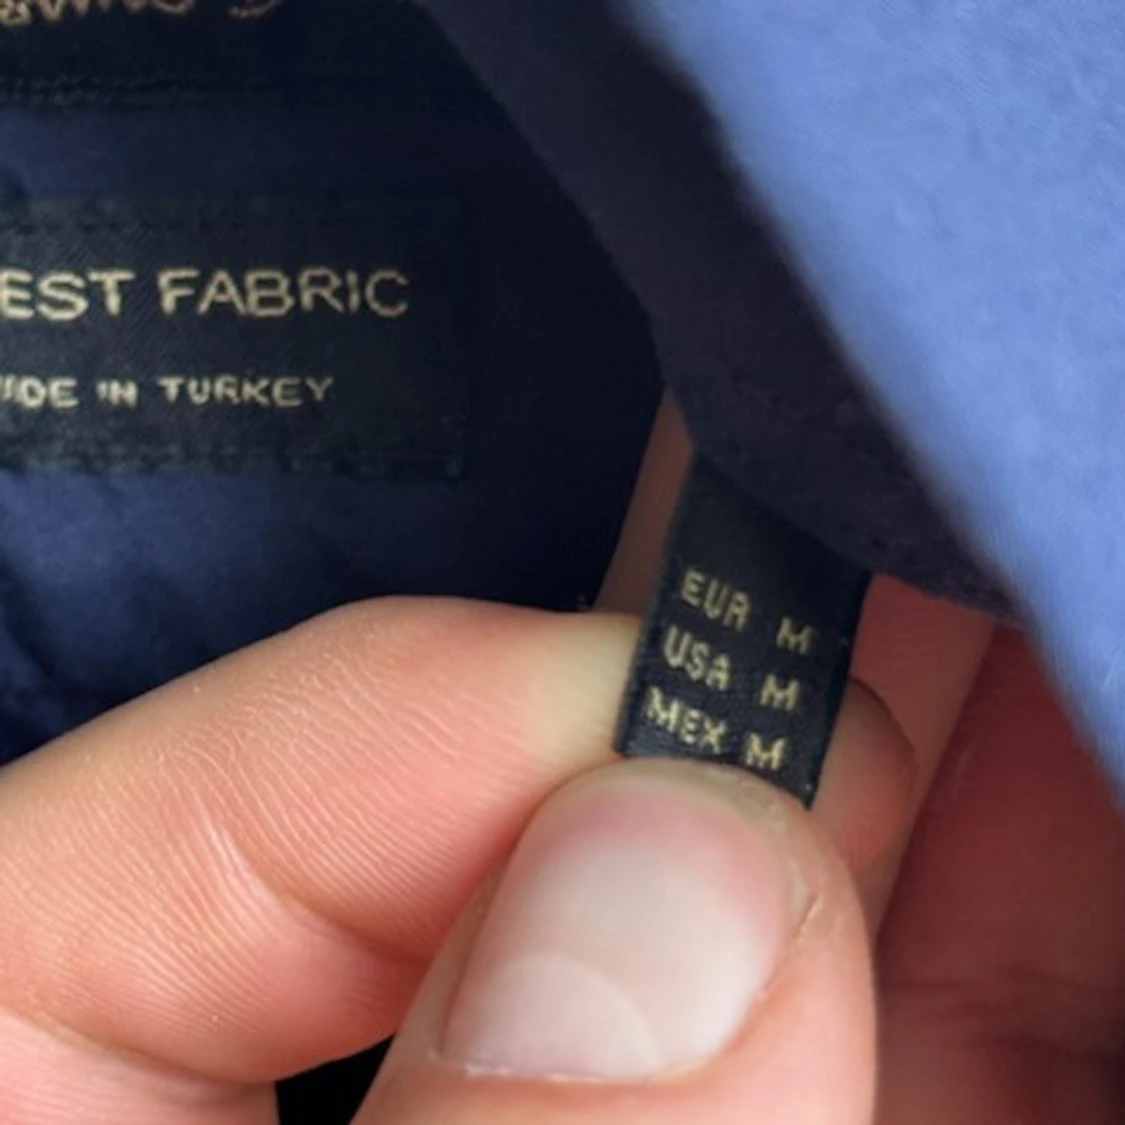 EST FABRIC
DE IN TURKEY
EUR M
USA M
MEX M